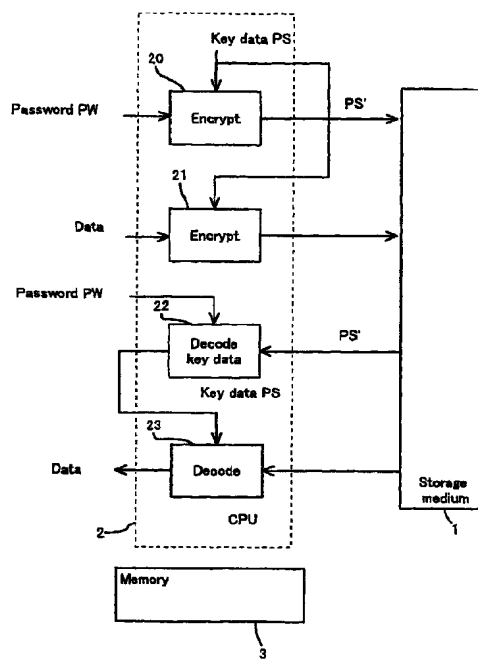 Key data PS
20
Password PW
Encrypt
PS'
21
Data
Encrypt
Password PW
22
Decode
key data
PS'
Key data PS
23
Data
Decode
Storage
medium
2
CPU
1
Memory
3